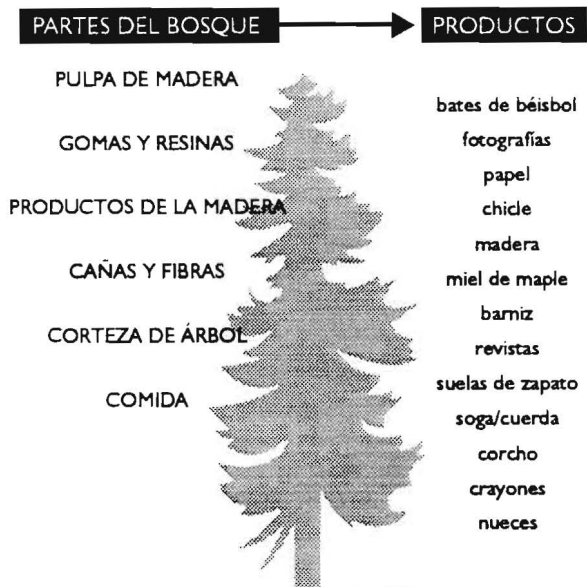 PARTES DEL BOSQUE
PRODUCTOS
PULPA DE MADERA
GOMAS Y RESINAS
PRODUCTOS DE LA MADERA
CAÑAS Y FIBRAS
CORTEZA DE ÁRBOL
COMIDA
bates de béisbol
fotografías
papel
chicle
madera
miel de maple
barniz
revistas
suelas de zapato
soga/cuerda
corcho
crayones
nueces